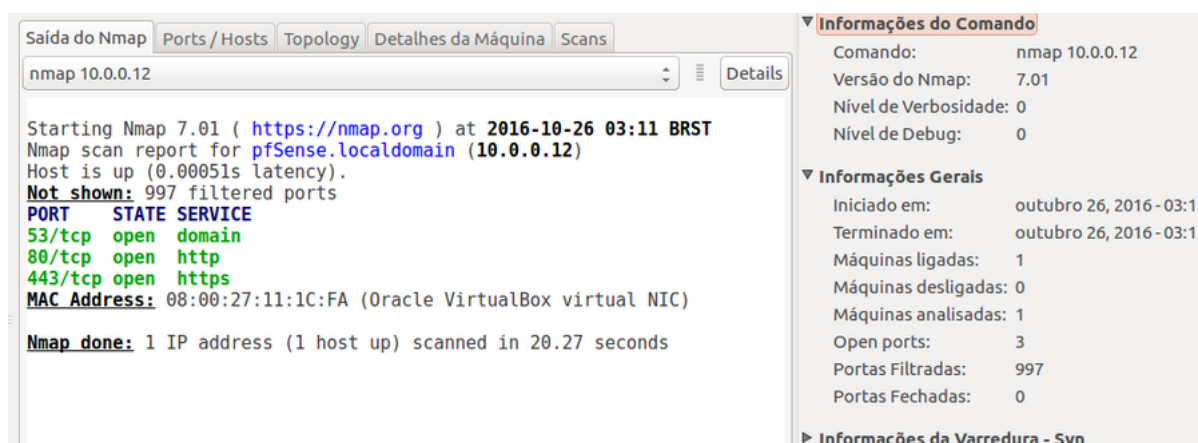 Saída do Nmap Ports / Hosts Topology Detalhes da Máquina Scans
nmap 10.0.0.12 Details
Starting Nmap 7.01 ( https://nmap.org ) at 2016-10-26 03:11 BRST
Nmap scan report for pfSense.localdomain (10.0.0.12)
Host is up (0.00051s latency).
Not shown: 997 filtered ports
PORT STATE SERVICE
53/tcp open domain
80/tcp open http
443/tcp open https
MAC Address: 08:00:27:11:1C:FA (Oracle VirtualBox virtual NIC)
Nmap done: 1 IP address (1 host up) scanned in 20.27 seconds
Informações do Comando
Comando: nmap 10.0.0.12
Versão do Nmap: 7.01
Nível de Verbosidade: 0
Nível de Debug: 0
Informações Gerais
Iniciado em: outubro 26, 2016 - 03:1
Terminado em: outubro 26, 2016 - 03:1
Máquinas ligadas: 1
Máquinas desligadas: 0
Máquinas analisadas: 1
Open ports: 3
Portas Filtradas: 997
Portas Fechadas: 0
Informações da Varredura - Syn